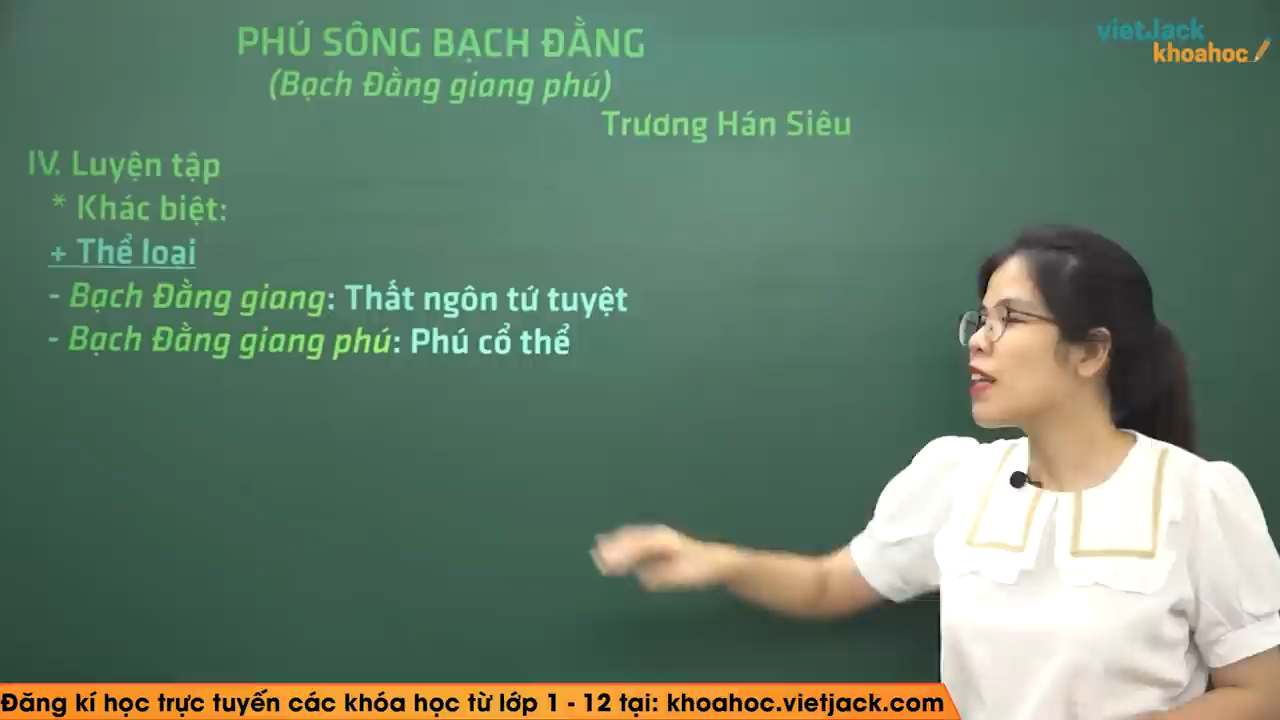 PHÚ SÔNG BẠCH ĐẰNG
(Bạch Đằng giang phú)
Trương Hán Siêu
vietJack
khoahoc
IV. Luyện tập
* Khác biệt:
+ Thể loại
- Bạch Đằng giang: Thất ngôn tứ tuyệt
- Bạch Đằng giang phú: Phú cổ thể
Đăng kí học trực tuyến các khóa học từ lớp 1 - 12 tại: khoahoc.vietjack.com